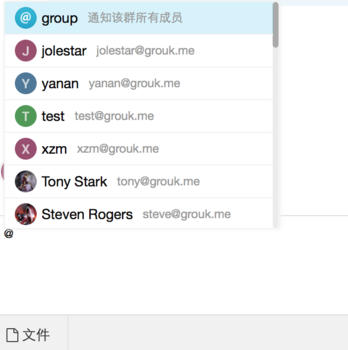 @ group 通知该群所有成员
J jolestar jolestar@grouk.me
Y yanan yanan@grouk.me
T test test@grouk.me
X xzm xzm@grouk.me
Tony Stark tony@grouk.me
Steven Rogers steve@grouk.me
@
文件